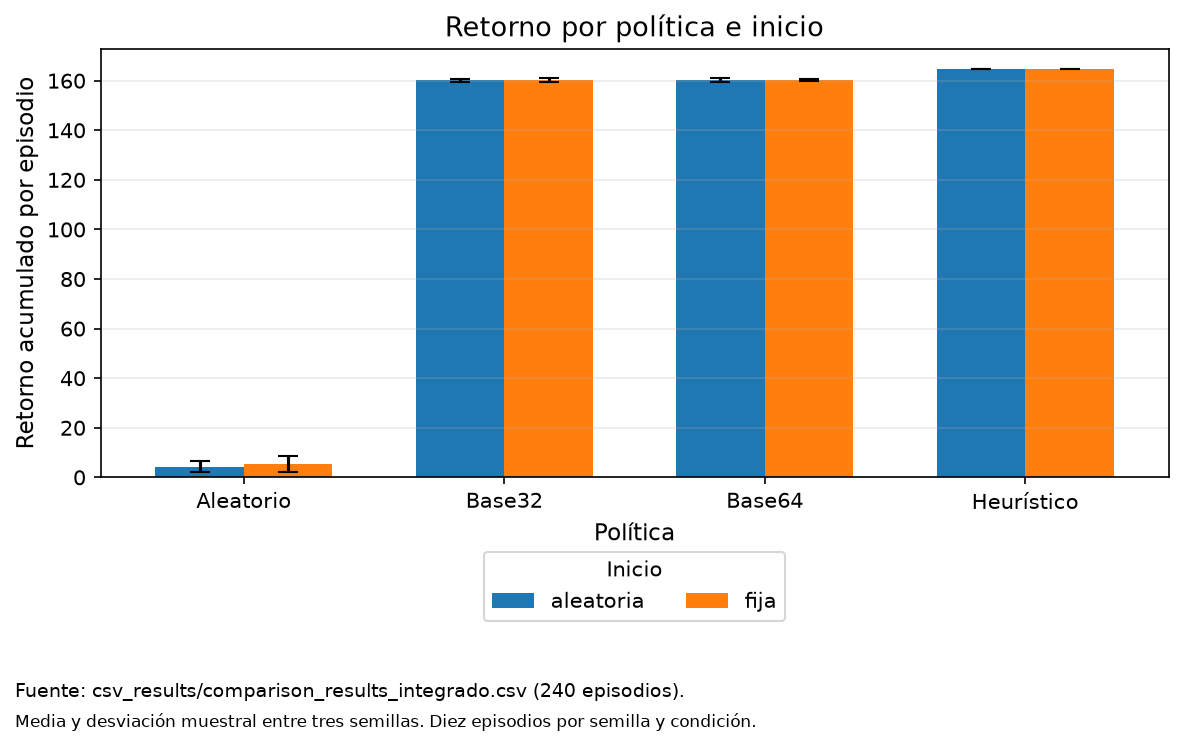 Retorno por política e inicio
Retorno acumulado por episodio
160
140
120
100
80
60
40
20
0
Aleatorio Base32 Base64 Heurístico
Política
Inicio
aleatoria fija
Fuente: csv_results/comparison_results_integrado.csv (240 episodios).
Media y desviación muestral entre tres semillas. Diez episodios por semilla y condición.